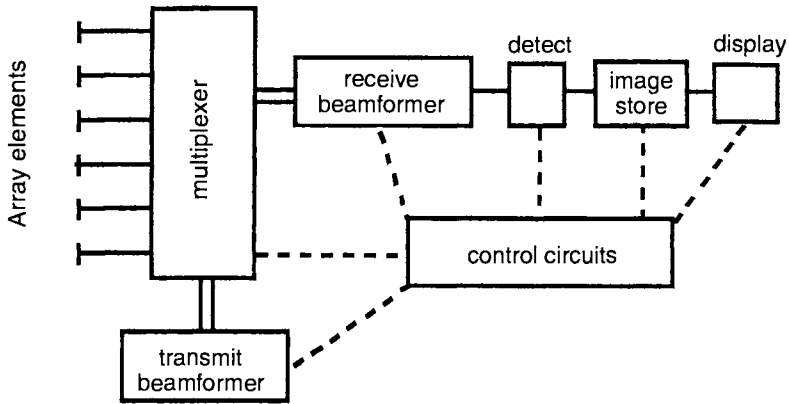 Array elements
multiplexer
receive
beamformer
detect
image
store
display
control circuits
transmit
beamformer